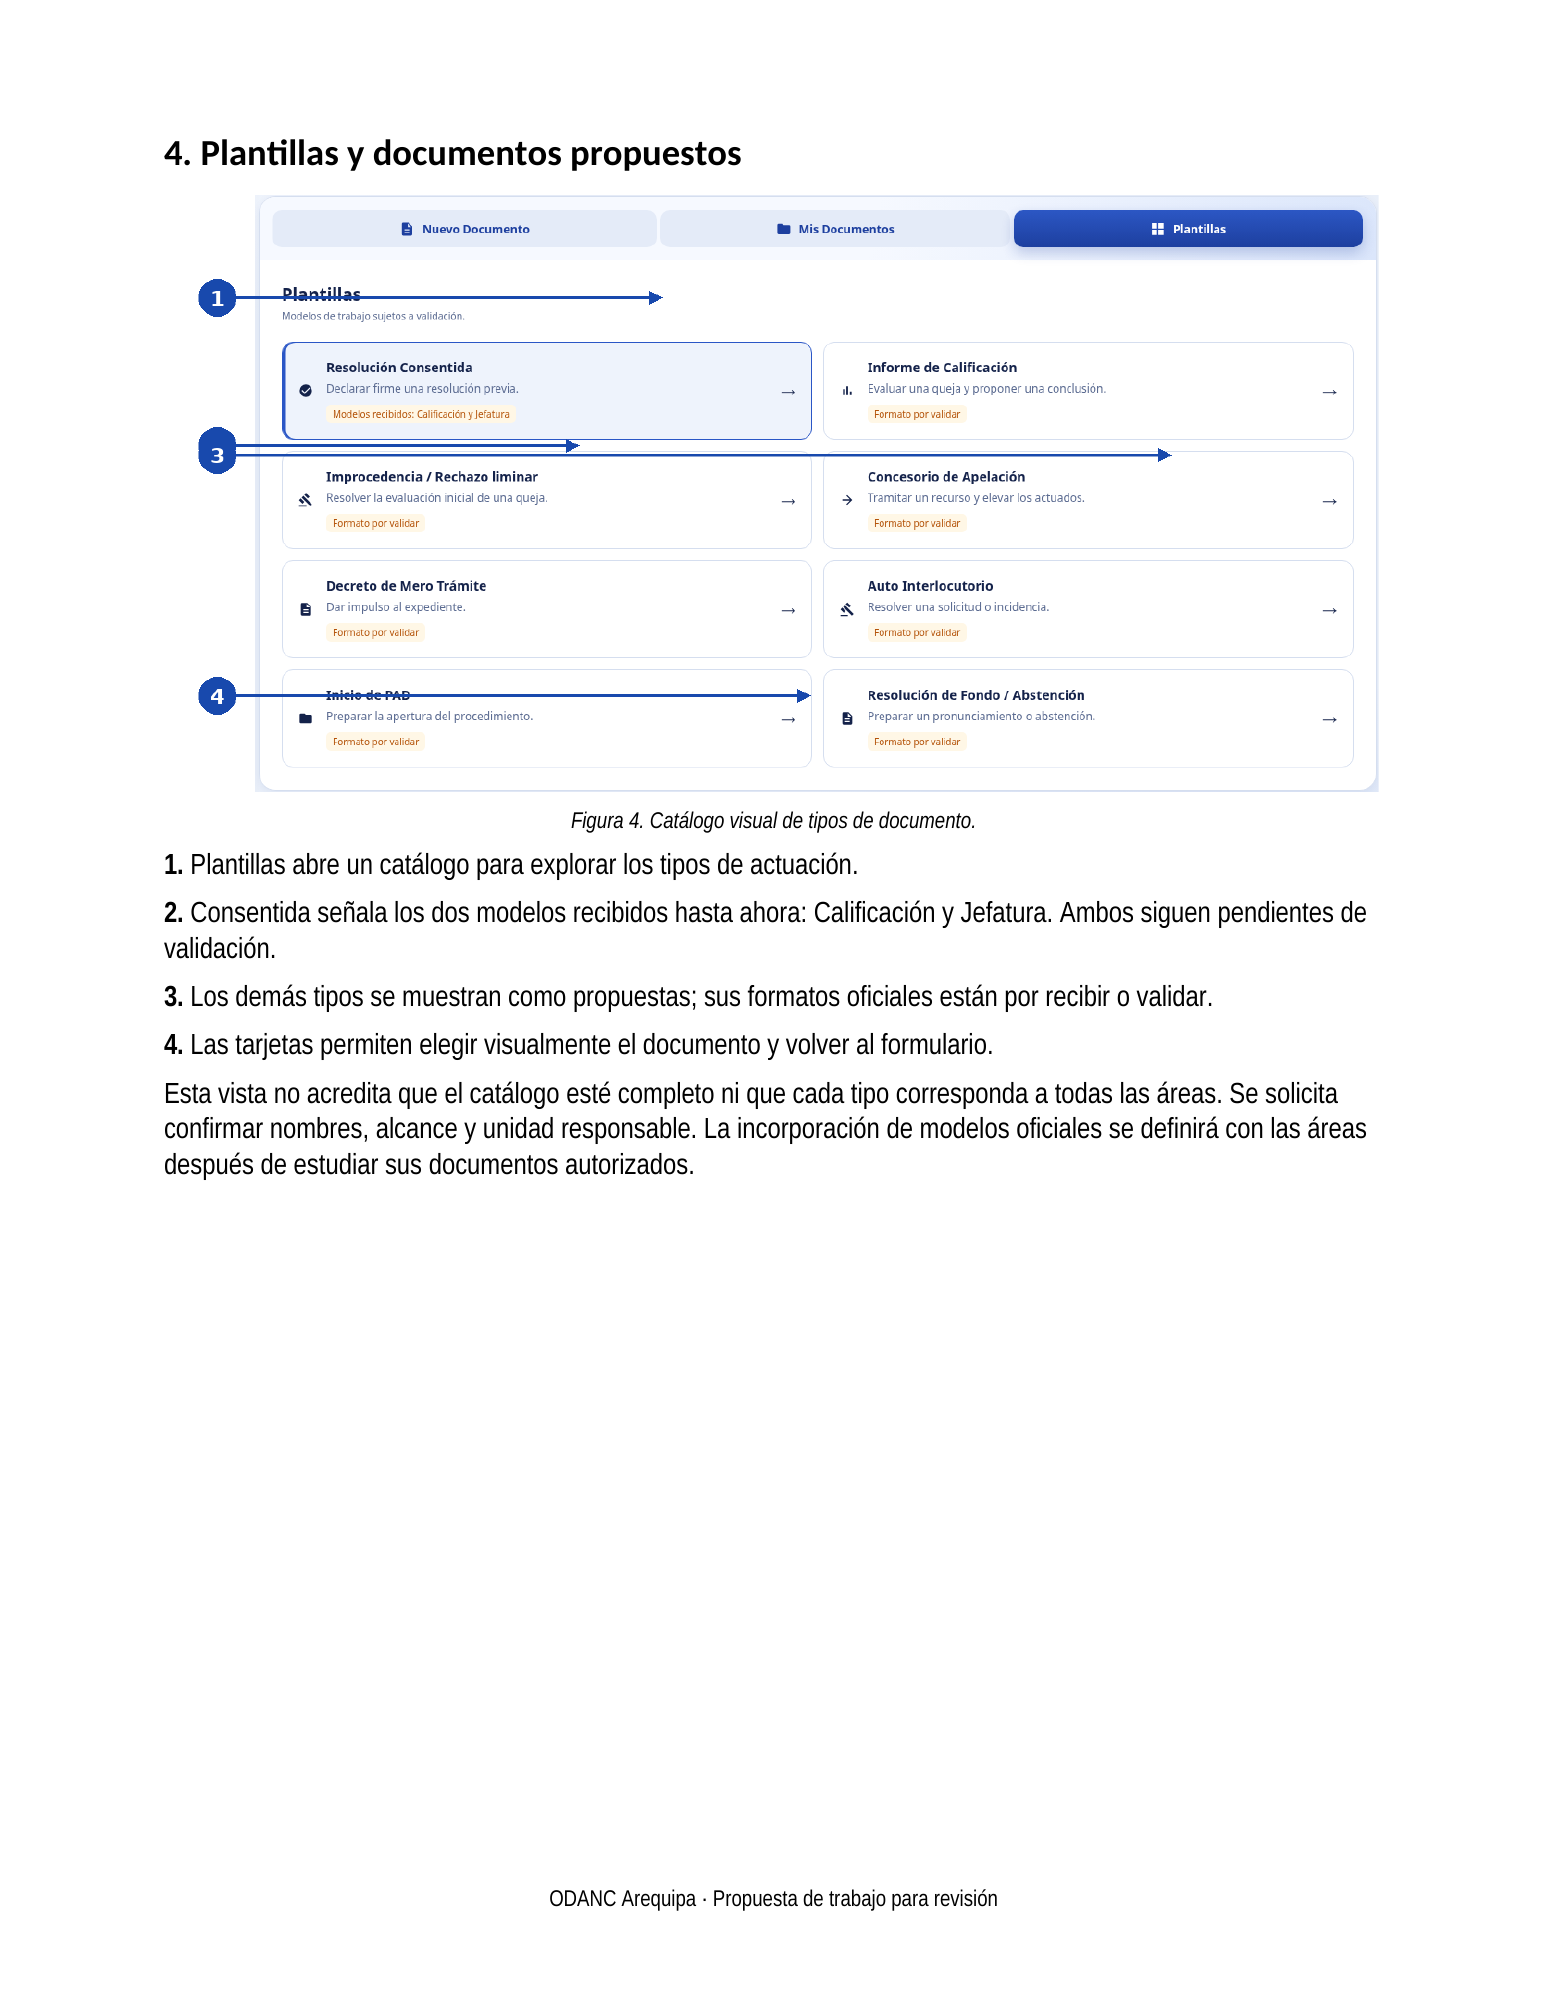 4. Plantillas y documentos propuestos
Nuevo Documento
Mis Documentos
Plantillas
1
Plantillas
Modelos de trabajo sujetos a validación.
Resolución Consentida
Declarar firme una resolución previa.
→
Modelos recibidos: Calificación y Jefatura
Informe de Calificación
Evaluar una queja y proponer una conclusión.
→
Formato por validar
3
Improcedencia / Rechazo liminar
Resolver la evaluación inicial de una queja.
→
Formato por validar
Concesorio de Apelación
Tramitar un recurso y elevar los actuados.
→
Formato por validar
Decreto de Mero Trámite
Dar impulso al expediente.
→
Formato por validar
Auto Interlocutorio
Resolver una solicitud o incidencia.
→
Formato por validar
4
Inicio de PAD
Preparar la apertura del procedimiento.
→
Formato por validar
Resolución de Fondo / Abstención
Preparar un pronunciamiento o abstención.
→
Formato por validar
Figura 4. Catálogo visual de tipos de documento.
1. Plantillas abre un catálogo para explorar los tipos de actuación.
2. Consentida señala los dos modelos recibidos hasta ahora: Calificación y Jefatura. Ambos siguen pendientes de
validación.
3. Los demás tipos se muestran como propuestas; sus formatos oficiales están por recibir o validar.
4. Las tarjetas permiten elegir visualmente el documento y volver al formulario.
Esta vista no acredita que el catálogo esté completo ni que cada tipo corresponda a todas las áreas. Se solicita
confirmar nombres, alcance y unidad responsable. La incorporación de modelos oficiales se definirá con las áreas
después de estudiar sus documentos autorizados.
ODANC Arequipa · Propuesta de trabajo para revisión